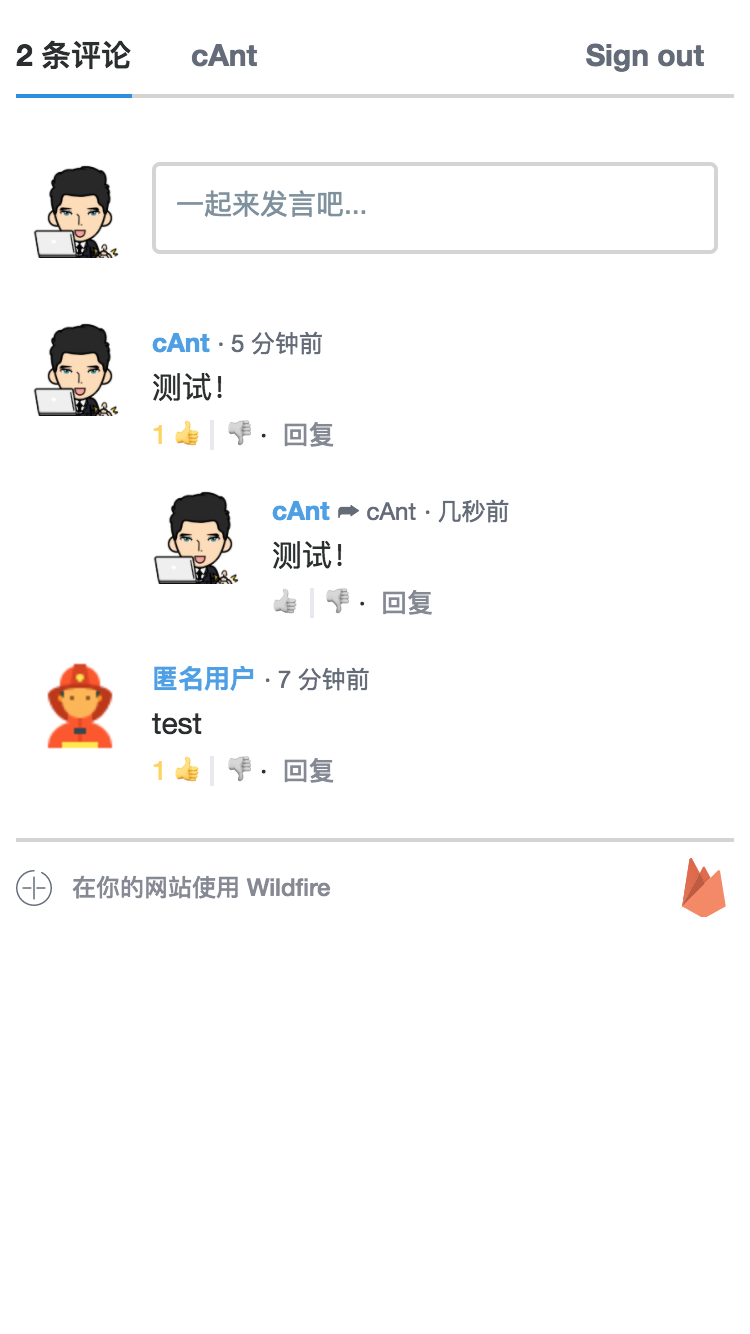 2 条评论 cAnt Sign out
一起来发言吧...
cAnt · 5 分钟前
测试！
1 👍 | 👎 · 回复
cAnt ➦ cAnt · 几秒前
测试！
👍 | 👎 · 回复
匿名用户 · 7 分钟前
test
1 👍 | 👎 · 回复
在你的网站使用 Wildfire